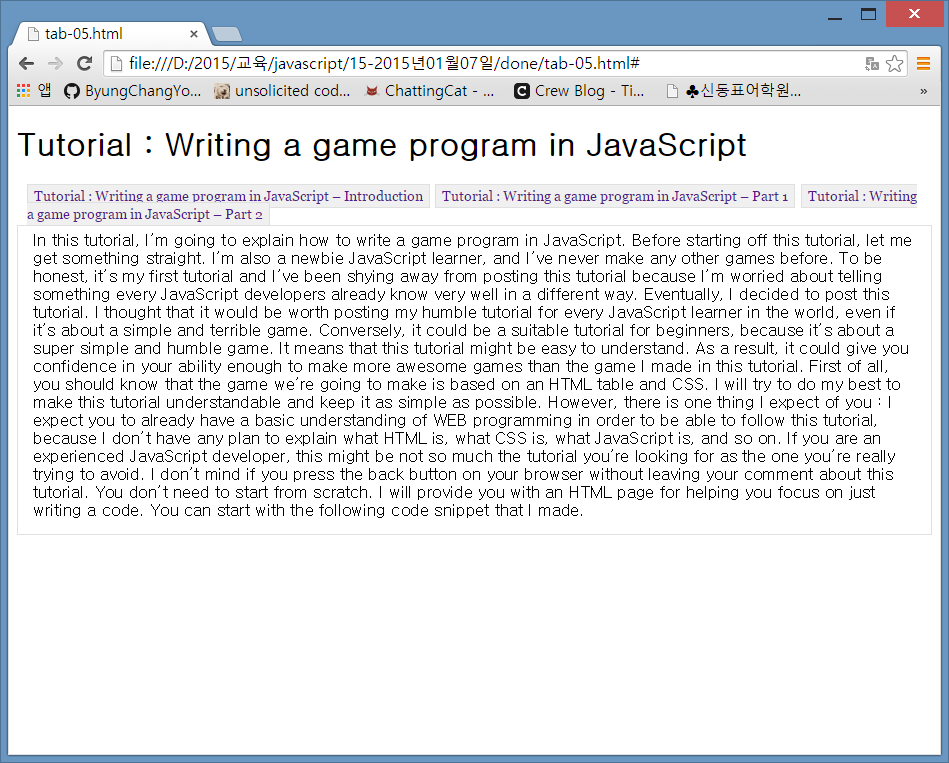 tab-05.html
file:///D:/2015/교육/javascript/15-2015년01월07일/done/tab-05.html#
앱 ByungChangYo... unsolicited cod... ChattingCat - ... Crew Blog - Ti... ♣신동표어학원... »
Tutorial : Writing a game program in JavaScript
Tutorial : Writing a game program in JavaScript – Introduction Tutorial : Writing a game program in JavaScript – Part 1 Tutorial : Writing
a game program in JavaScript – Part 2
In this tutorial, I'm going to explain how to write a game program in JavaScript. Before starting off this tutorial, let me
get something straight. I'm also a newbie JavaScript learner, and I've never make any other games before. To be
honest, it's my first tutorial and I've been shying away from posting this tutorial because I'm worried about telling
something every JavaScript developers already know very well in a different way. Eventually, I decided to post this
tutorial. I thought that it would be worth posting my humble tutorial for every JavaScript learner in the world, even if
it's about a simple and terrible game. Conversely, it could be a suitable tutorial for beginners, because it's about a
super simple and humble game. It means that this tutorial might be easy to understand. As a result, it could give you
confidence in your ability enough to make more awesome games than the game I made in this tutorial. First of all,
you should know that the game we're going to make is based on an HTML table and CSS. I will try to do my best to
make this tutorial understandable and keep it as simple as possible. However, there is one thing I expect of you : I
expect you to already have a basic understanding of WEB programming in order to be able to follow this tutorial,
because I don't have any plan to explain what HTML is, what CSS is, what JavaScript is, and so on. If you are an
experienced JavaScript developer, this might be not so much the tutorial you're looking for as the one you're really
trying to avoid. I don't mind if you press the back button on your browser without leaving your comment about this
tutorial. You don't need to start from scratch. I will provide you with an HTML page for helping you focus on just
writing a code. You can start with the following code snippet that I made.